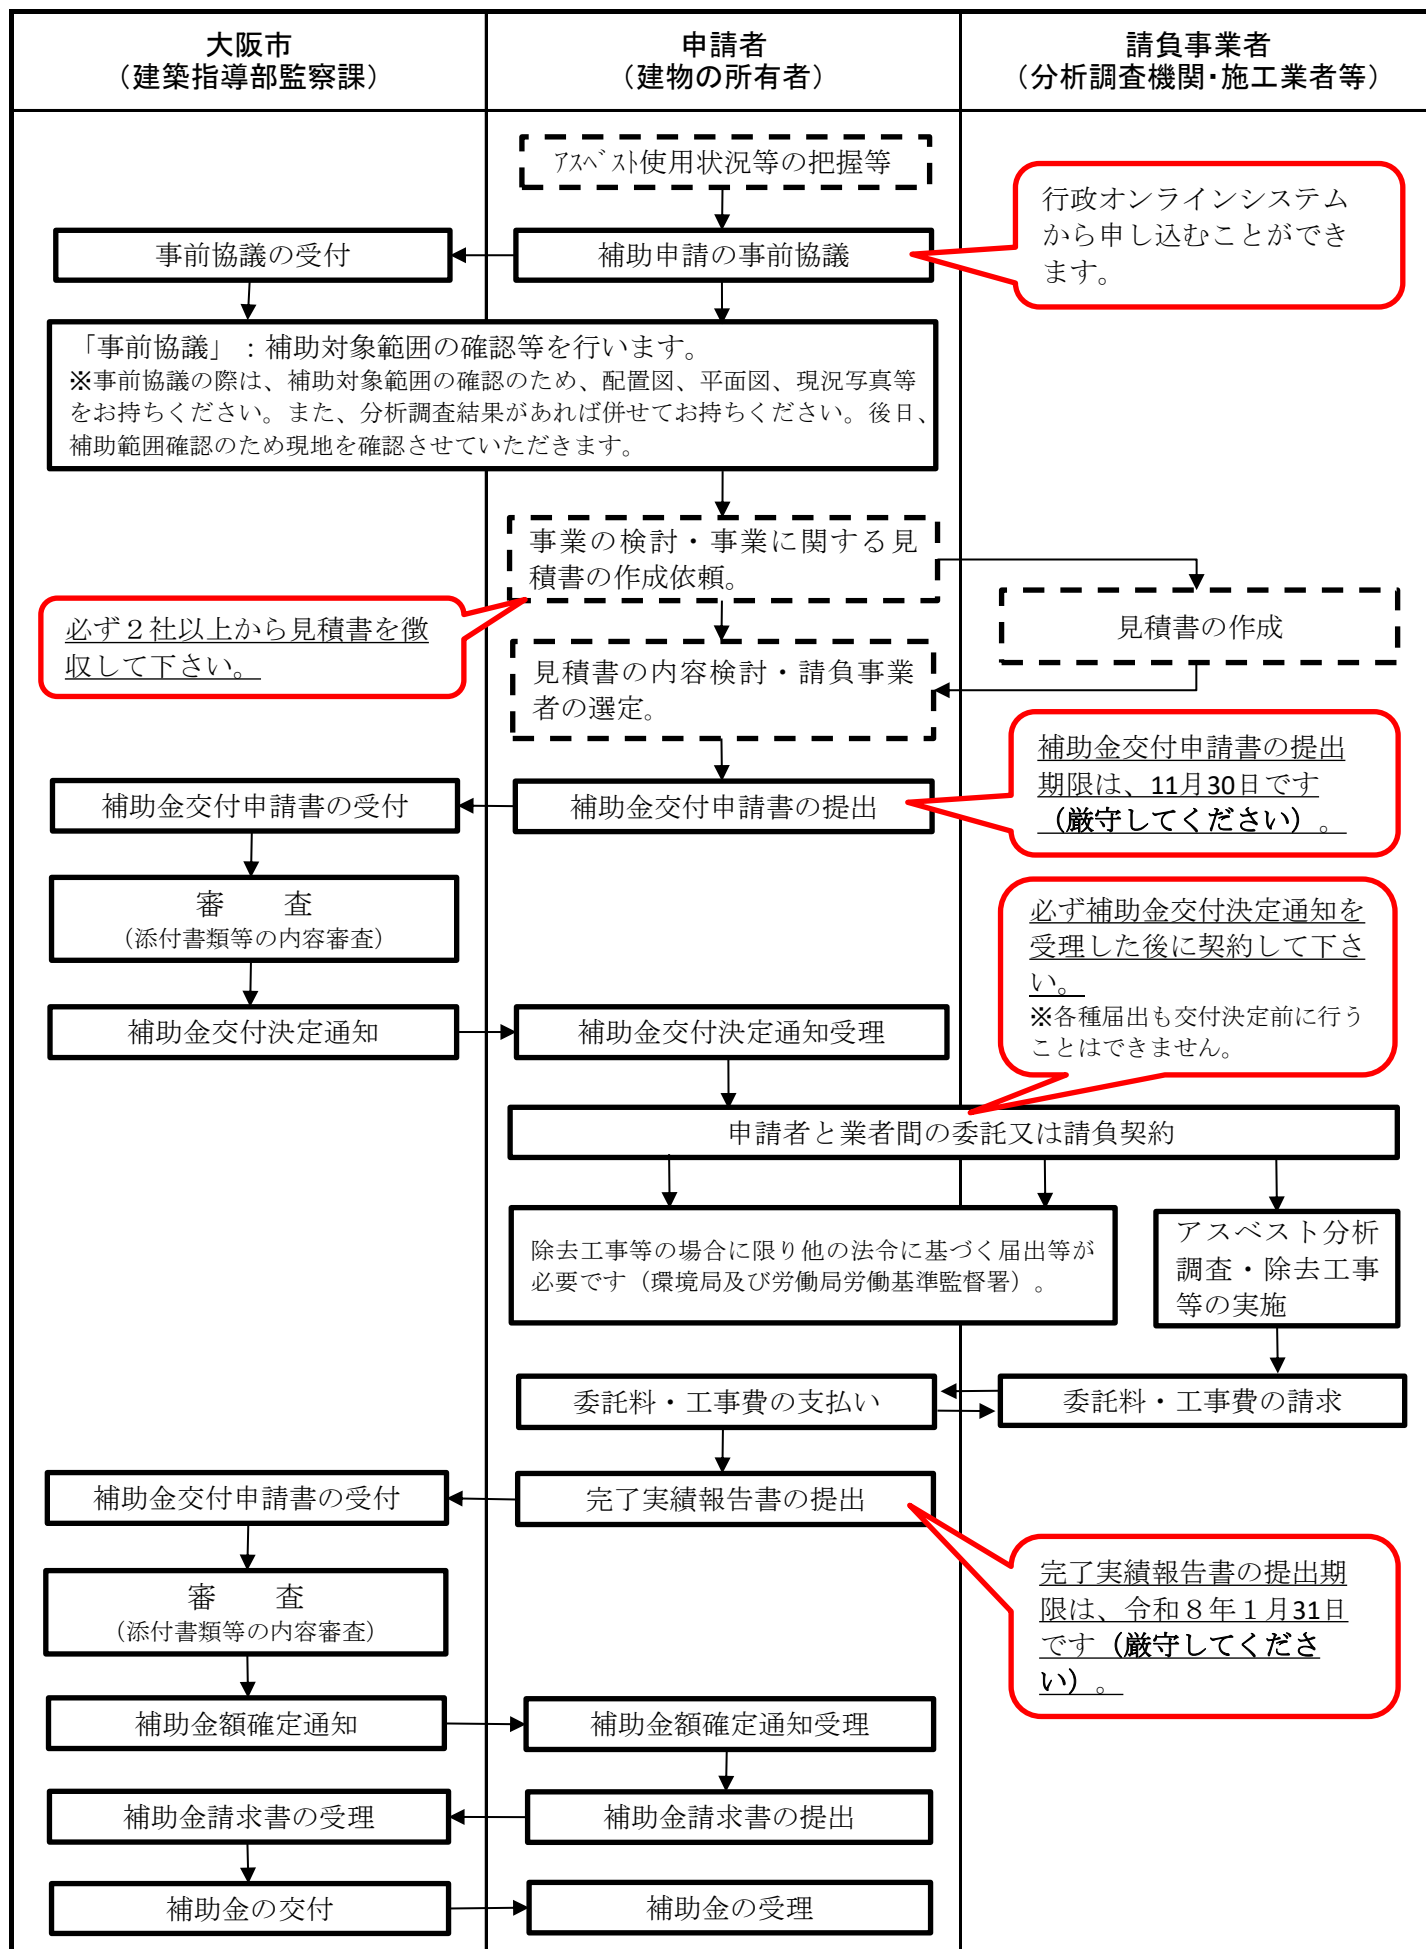 大阪市
（建築指導部監察課）
申請者
（建物の所有者）
請負事業者
（分析調査機関・施工業者等）
ｱｽﾍﾞｽﾄ使用状況等の把握等
行政オンラインシステム
から申し込むことができ
ます。
事前協議の受付
補助申請の事前協議
「事前協議」：補助対象範囲の確認等を行います。
※事前協議の際は、補助対象範囲の確認のため、配置図、平面図、現況写真等
をお持ちください。また、分析調査結果があれば併せてお持ちください。後日、
補助範囲確認のため現地を確認させていただきます。
事業の検討・事業に関する見
積書の作成依頼。
必ず２社以上から見積書を徴
収して下さい。
見積書の作成
見積書の内容検討・請負事業
者の選定。
補助金交付申請書の提出
期限は、11月30日です
（厳守してください）。
補助金交付申請書の受付
補助金交付申請書の提出
審　査
（添付書類等の内容審査）
必ず補助金交付決定通知を
受理した後に契約して下さ
い。
※各種届出も交付決定前に行う
ことはできません。
補助金交付決定通知
補助金交付決定通知受理
申請者と業者間の委託又は請負契約
除去工事等の場合に限り他の法令に基づく届出等が
必要です（環境局及び労働局労働基準監督署）。
アスベスト分析
調査・除去工事
等の実施
委託料・工事費の支払い
委託料・工事費の請求
補助金交付申請書の受付
完了実績報告書の提出
完了実績報告書の提出期
限は、令和８年１月31日
です（厳守してくださ
い）。
審　査
（添付書類等の内容審査）
補助金額確定通知
補助金額確定通知受理
補助金請求書の受理
補助金請求書の提出
補助金の交付
補助金の受理